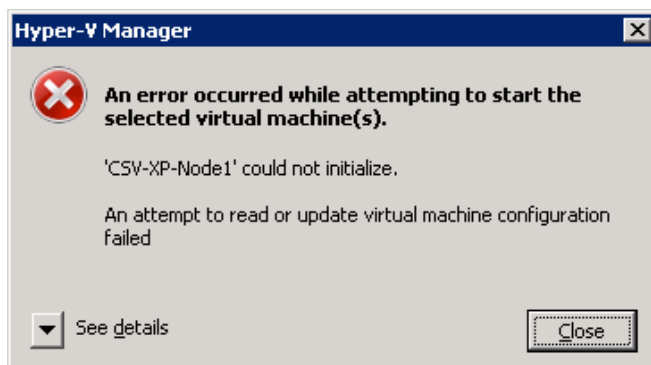 Hyper-V Manager
An error occurred while attempting to start the
selected virtual machine(s).
'CSV-XP-Node1' could not initialize.
An attempt to read or update virtual machine configuration
failed
See details
Close